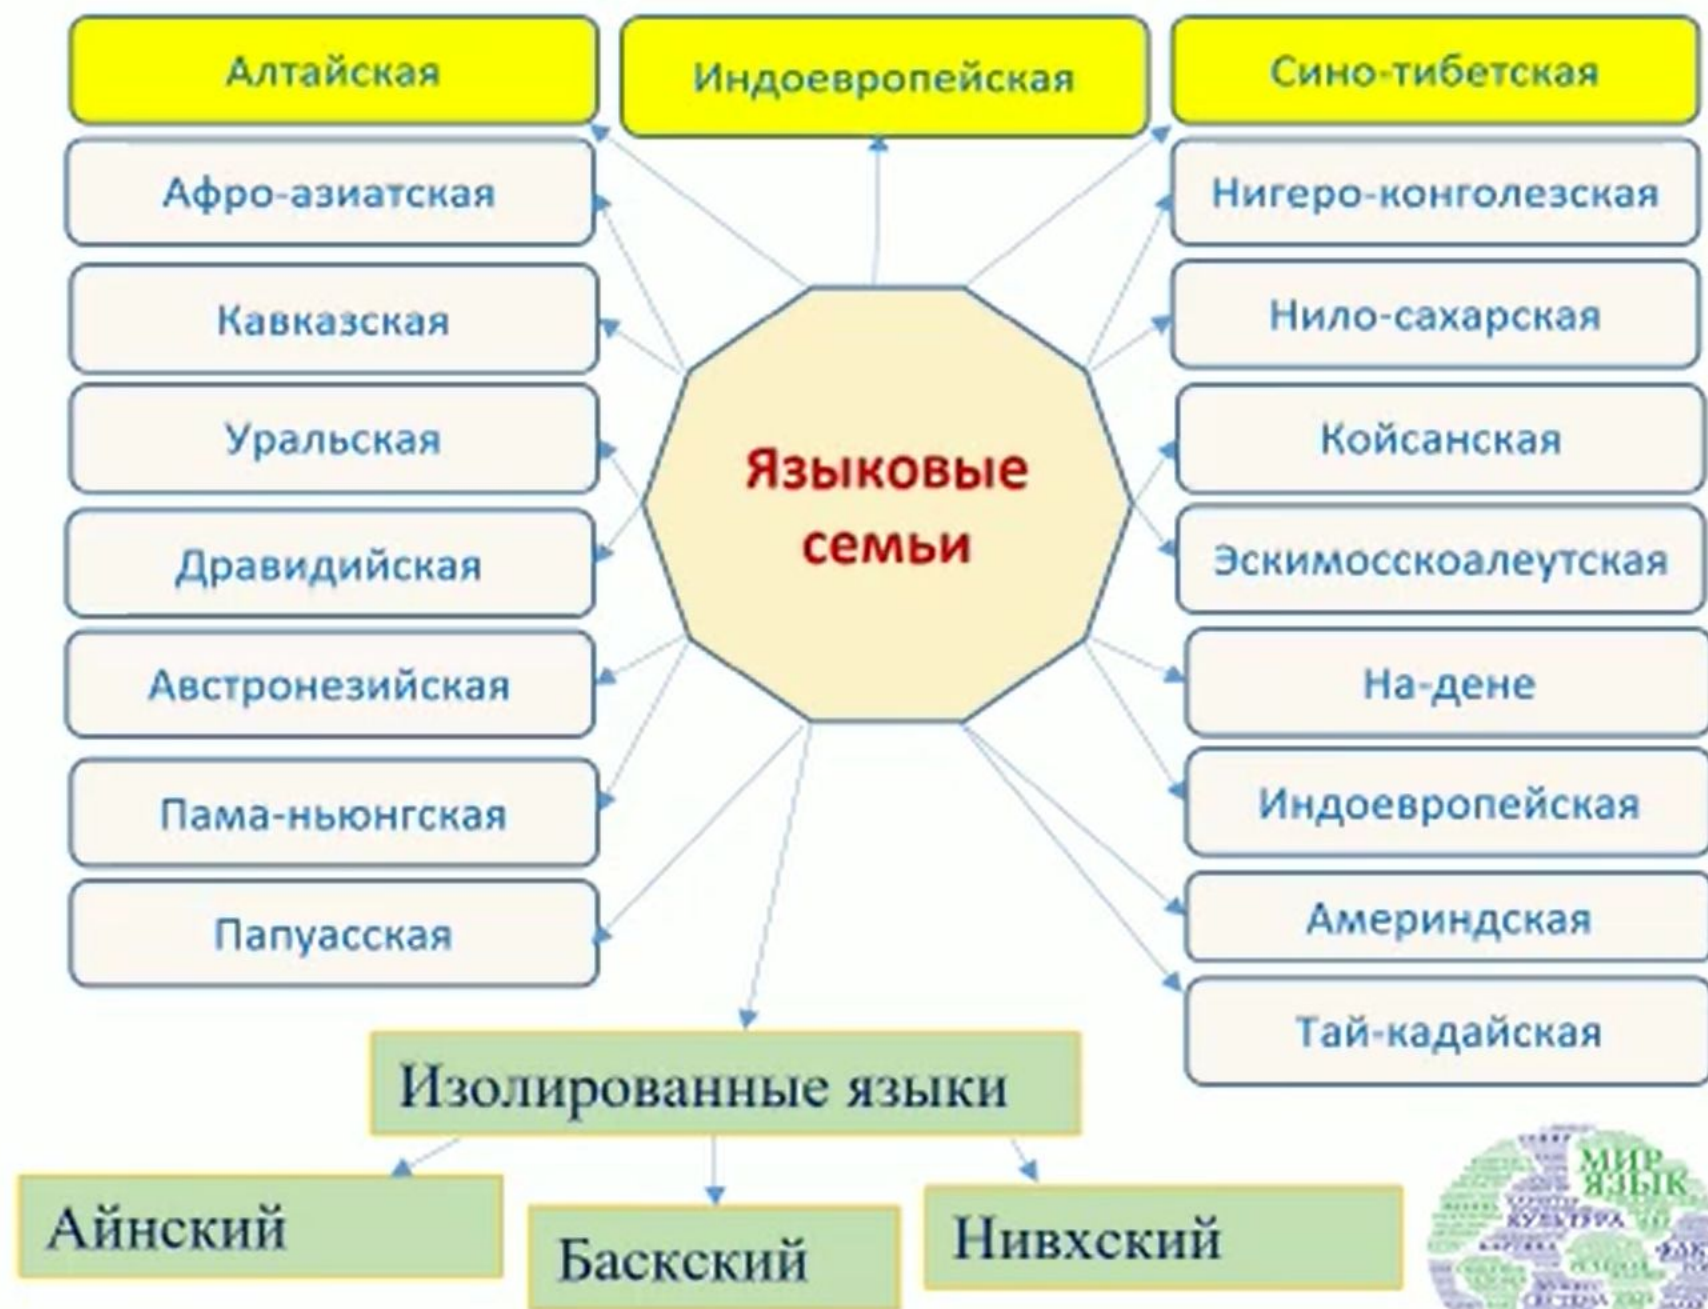 Алтайская
Индоевропейская
Сино-тибетская
Афро-азиатская
Нигеро-конголезская
Кавказская
Нило-сахарская
Уральская
Койсанская
Языковые
семьи
Дравидийская
Эскимосскоалеутская
Австронезийская
На-дене
Пама-ньюнгская
Индоевропейская
Папуасская
Америндская
Тай-кадайская
Изолированные языки
Айнский
Баскский
Нивхский
МИР
ЯЗЫК
КУЛЬТУРА